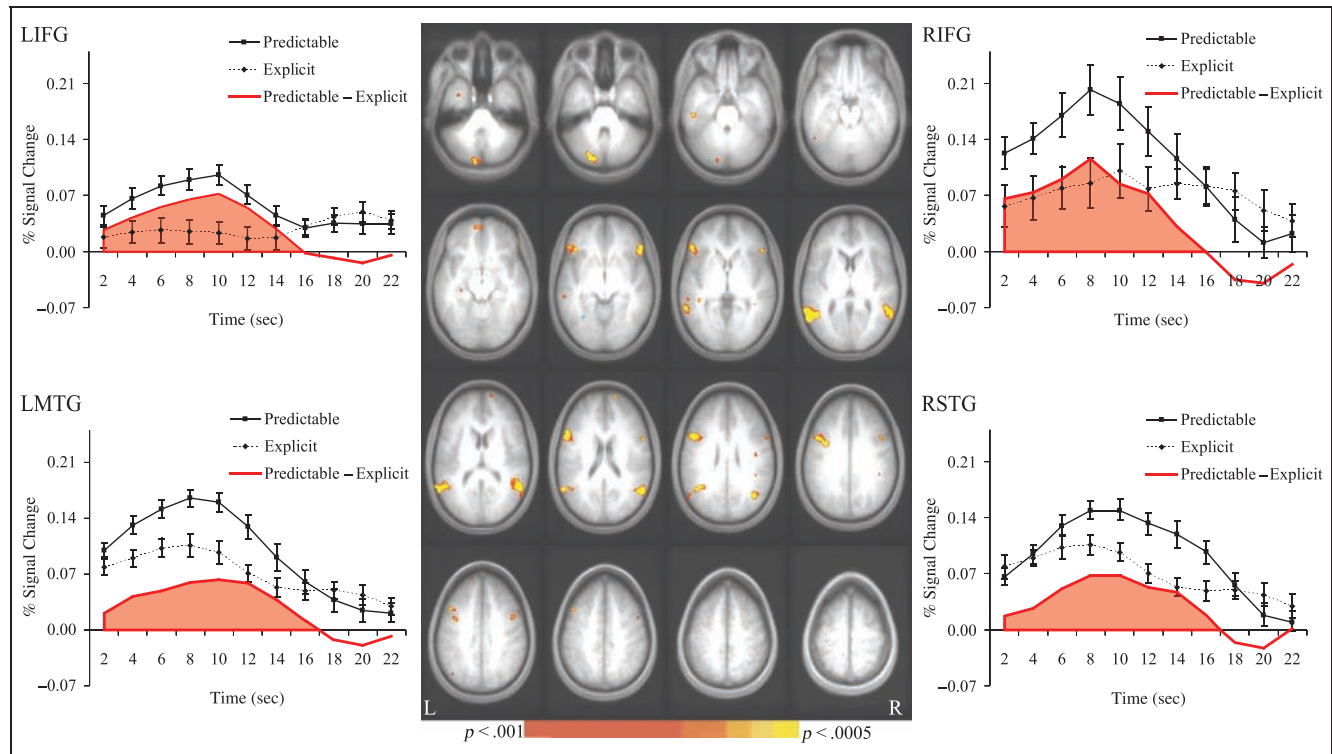 LIFG
Predictable
Explicit
Predictable – Explicit
% Signal Change
0.21
0.14
0.07
0.00
−0.07
2 4 6 8 10 12 14 16 18 20 22
Time (sec)
LMTG
Predictable
Explicit
Predictable – Explicit
% Signal Change
0.21
0.14
0.07
0.00
−0.07
2 4 6 8 10 12 14 16 18 20 22
Time (sec)
L
R
p < .001
p < .0005
RIFG
Predictable
Explicit
Predictable – Explicit
% Signal Change
0.21
0.14
0.07
0.00
−0.07
2 4 6 8 10 12 14 16 18 20 22
Time (sec)
RSTG
Predictable
Explicit
Predictable – Explicit
% Signal Change
0.21
0.14
0.07
0.00
−0.07
2 4 6 8 10 12 14 16 18 20 22
Time (sec)